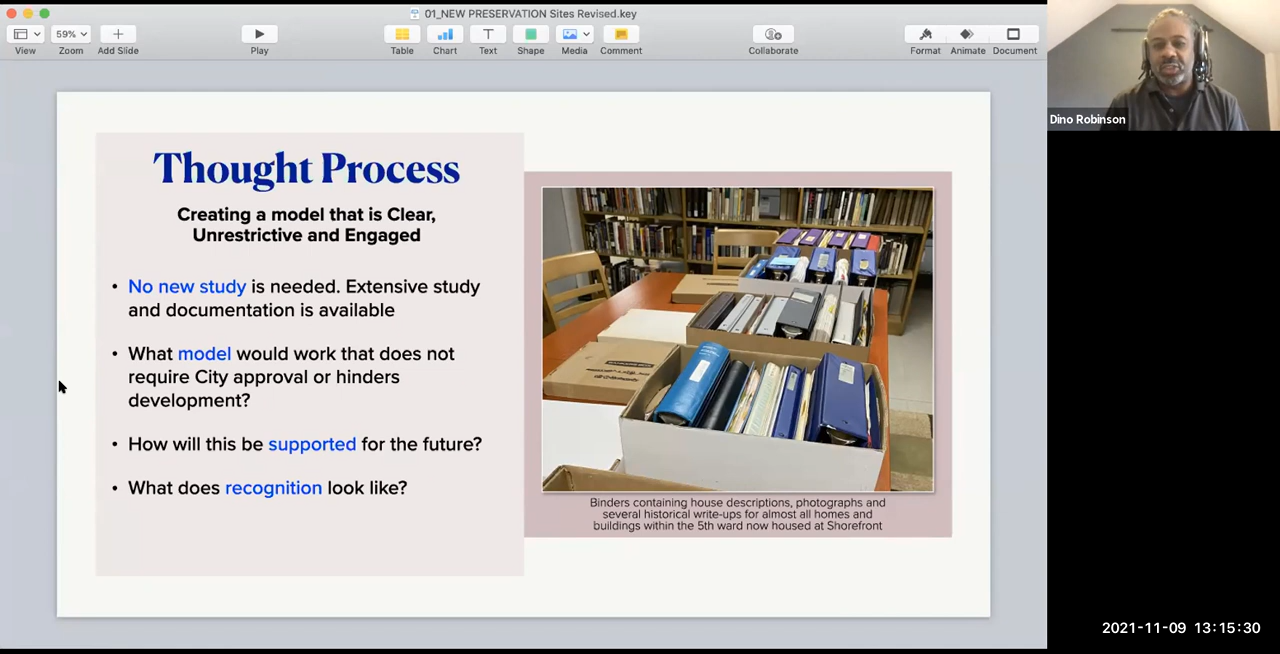 01_NEW PRESERVATION Sites Revised.key
59%
View
Zoom
Add Slide
Play
Table
Chart
Text
Shape
Media
Comment
Collaborate
Format
Animate
Document
Thought Process
Creating a model that is Clear,
Unrestrictive and Engaged
• No new study is needed. Extensive study
and documentation is available
• What model would work that does not
require City approval or hinders
development?
• How will this be supported for the future?
• What does recognition look like?
Binders containing house descriptions, photographs and
several historical write-ups for almost all homes and
buildings within the 5th ward now housed at Shorefront
Dino Robinson
2021-11-09 13:15:30